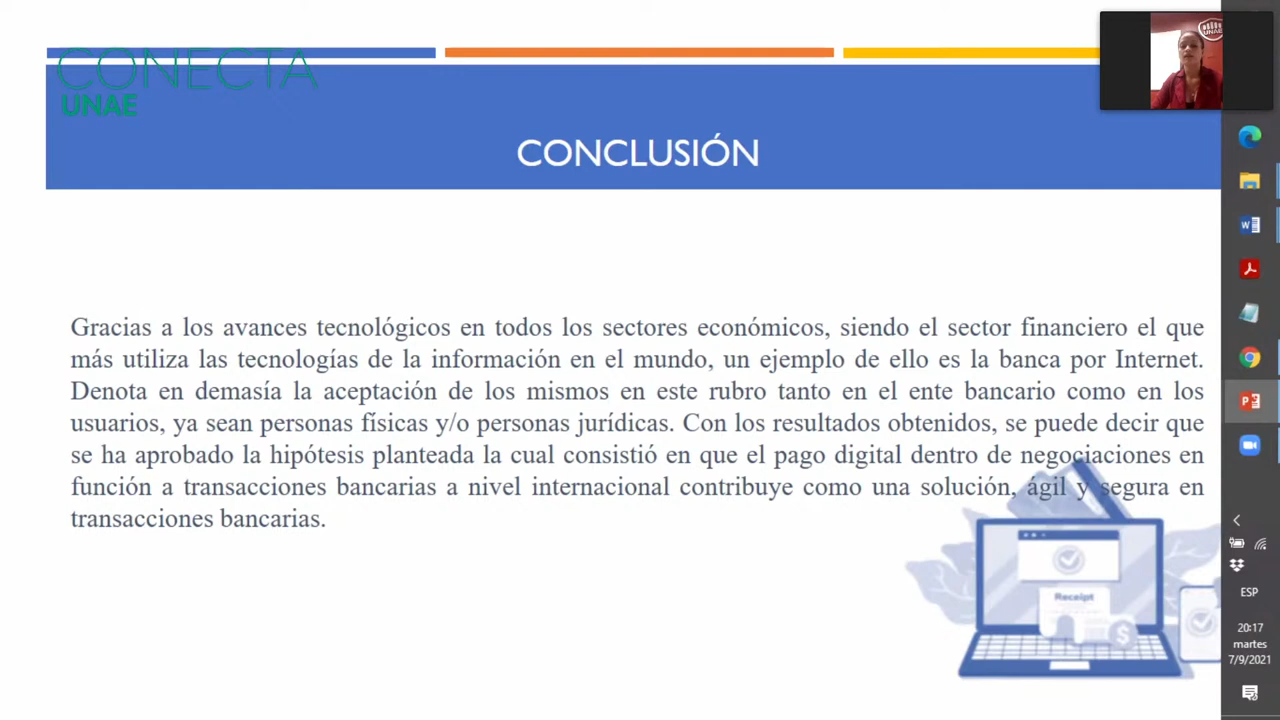 CONECTA
UNAE
UNAE
CONCLUSIÓN
Gracias a los avances tecnológicos en todos los sectores económicos, siendo el sector financiero el que
más utiliza las tecnologías de la información en el mundo, un ejemplo de ello es la banca por Internet.
Denota en demasía la aceptación de los mismos en este rubro tanto en el ente bancario como en los
usuarios, ya sean personas físicas y/o personas jurídicas. Con los resultados obtenidos, se puede decir que
se ha aprobado la hipótesis planteada la cual consistió en que el pago digital dentro de negociaciones en
función a transacciones bancarias a nivel internacional contribuye como una solución, ágil y segura en
transacciones bancarias.
Receipt
$
ESP
20:17
martes
7/9/2021